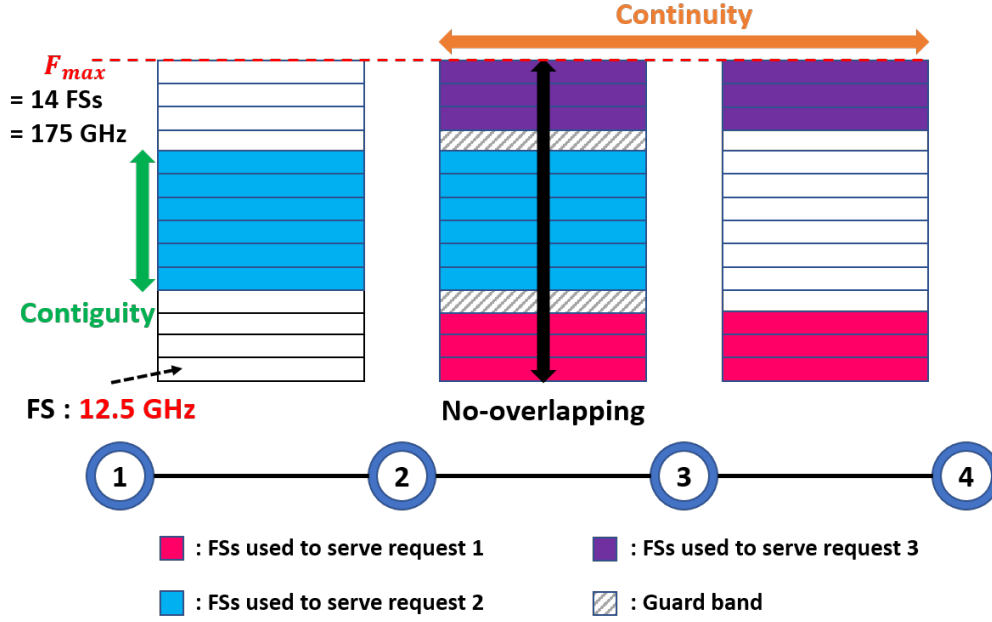 Continuity
F_max
= 14 FSs
= 175 GHz
Contiguity
FS : 12.5 GHz
No-overlapping
1 2 3 4
: FSs used to serve request 1
: FSs used to serve request 3
: FSs used to serve request 2
: Guard band